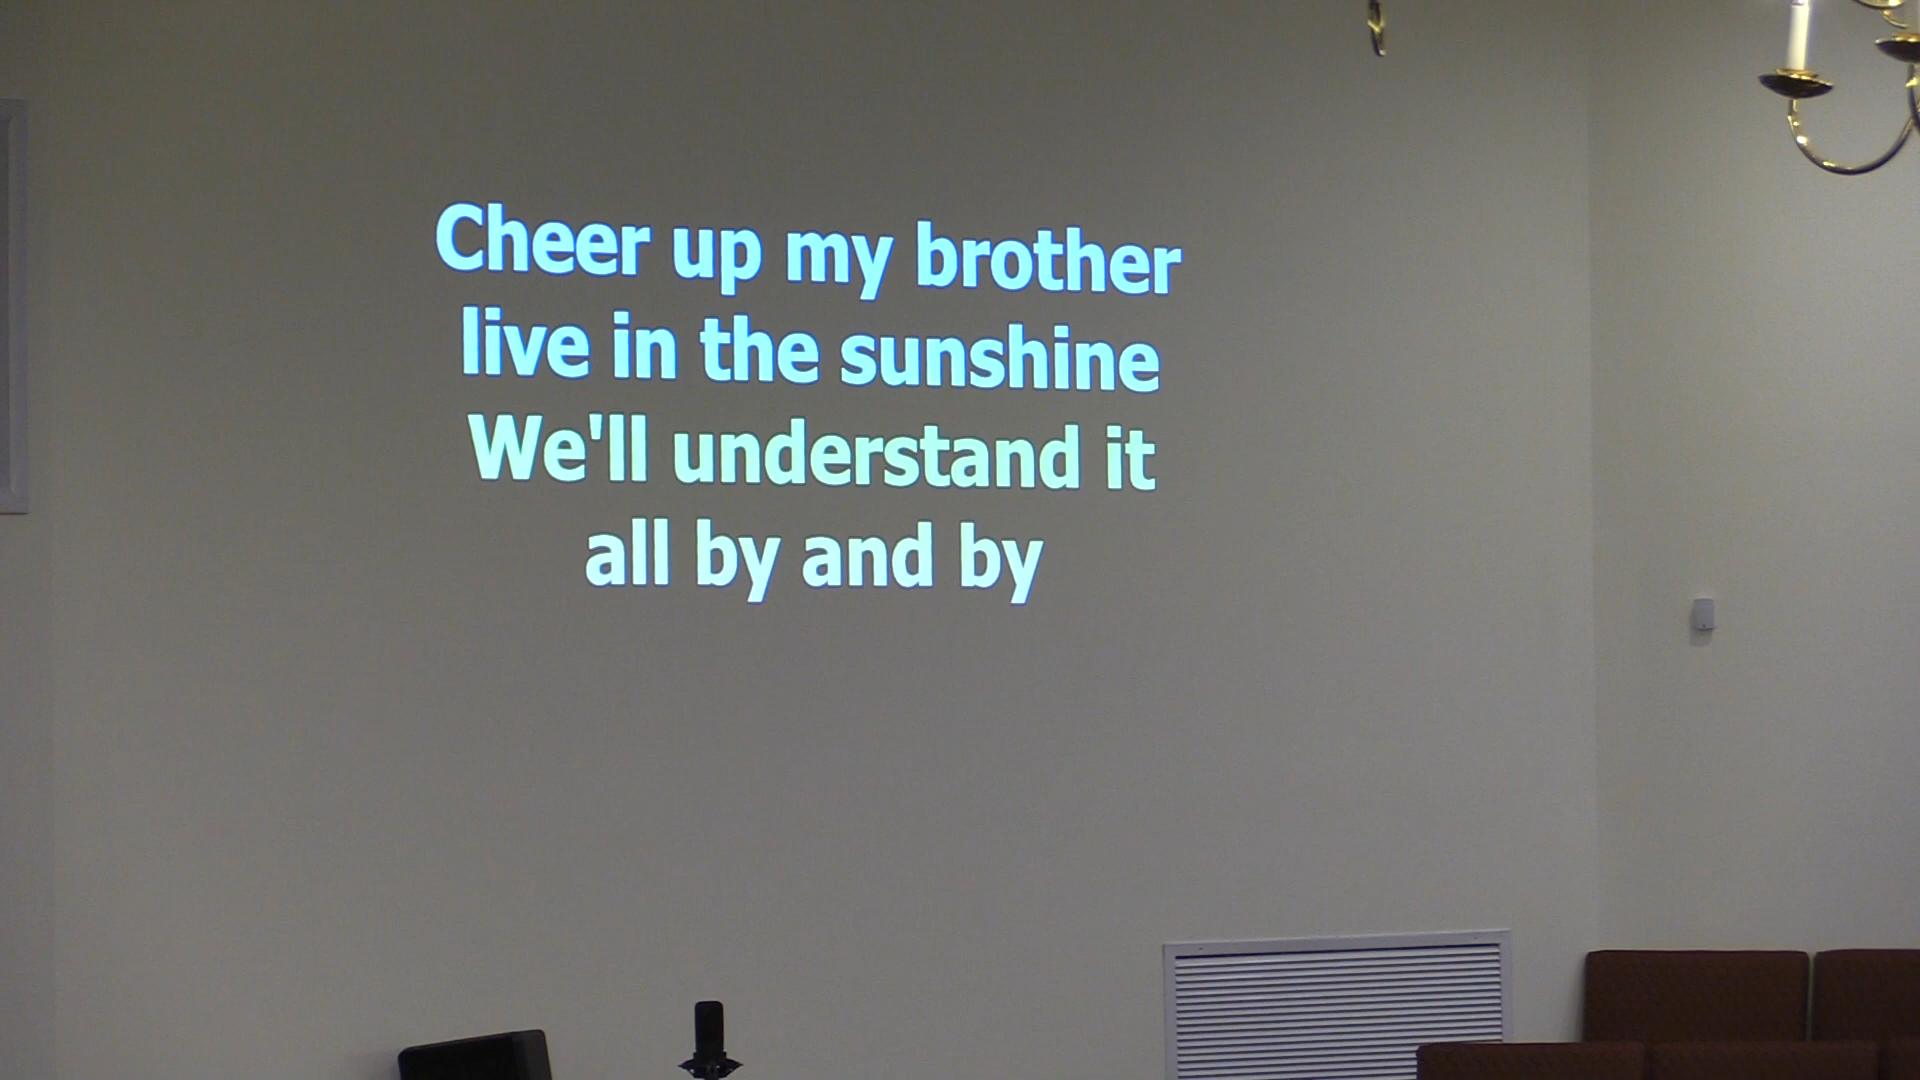 Cheer up my brother
live in the sunshine
We'll understand it
all by and by